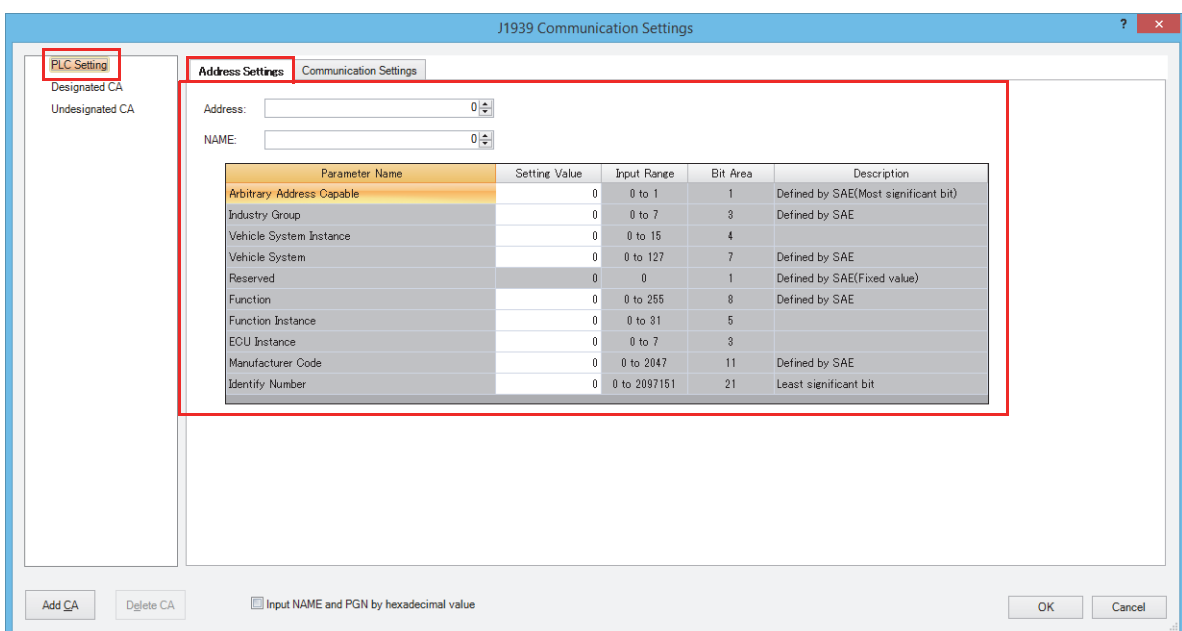 J1939 Communication Settings
? ×
PLC Setting
Designated CA
Undesignated CA
Address Settings Communication Settings
Address: 0
NAME: 0
Parameter Name Setting Value Input Range Bit Area Description
Arbitrary Address Capable 0 0 to 1 1 Defined by SAE(Most significant bit)
Industry Group 0 0 to 7 3 Defined by SAE
Vehicle System Instance 0 0 to 15 4
Vehicle System 0 0 to 127 7 Defined by SAE
Reserved 0 0 1 Defined by SAE(Fixed value)
Function 0 0 to 255 8 Defined by SAE
Function Instance 0 0 to 31 5
ECU Instance 0 0 to 7 3
Manufacturer Code 0 0 to 2047 11 Defined by SAE
Identify Number 0 0 to 2097151 21 Least significant bit
Add CA Delete CA Input NAME and PGN by hexadecimal value OK Cancel